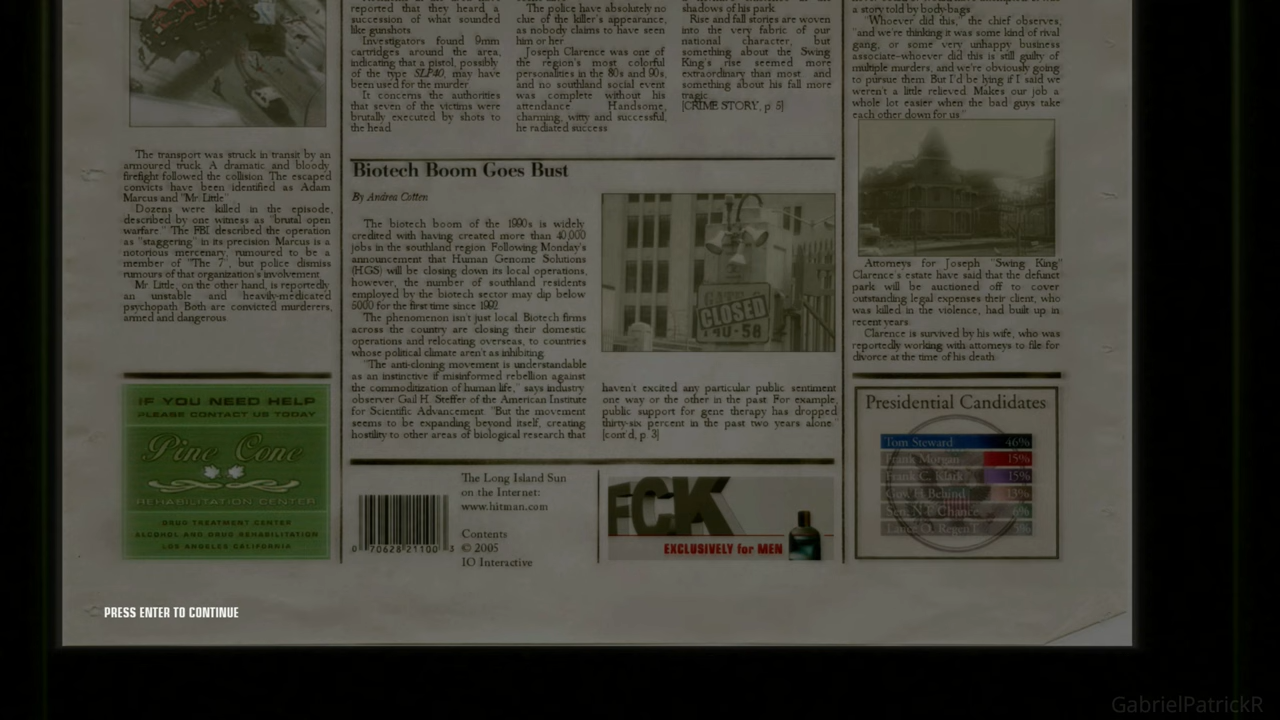 The transport was struck in transit by an
armoured truck. A dramatic and bloody
firefight followed the collision. The escaped
convicts have been identified as Adam
Marcus and "Mr. Little"
Dozens were killed in the episode,
described by one witness as "brutal open
warfare." The FBI described the operation
as "staggering" in its precision. Marcus is a
notorious mercenary, rumoured to be a
member of "The 7", but police dismiss
rumours of that organization's involvement.
Mr. Little, on the other hand, is reportedly
an unstable and heavily-medicated
psychopath. Both are convicted murderers,
armed and dangerous.
IF YOU NEED HELP
PLEASE CONTACT US TODAY
Pine Cone
REHABILITATION CENTER
DRUG TREATMENT CENTER
ALCOHOL AND DRUG REHABILITATION
LOS ANGELES CALIFORNIA
reported that they heard a
succession of what sounded
like gunshots.
Investigators found 9mm
cartridges around the area,
indicating that a pistol, possibly
of the type SLP40, may have
been used for the murder.
It concerns the authorities
that seven of the victims were
brutally executed by shots to
the head.
The police have absolutely no
clue of the killer's appearance,
as nobody claims to have seen
him or her.
Joseph Clarence was one of
the region's most colorful
personalities in the 80s and 90s,
and no southland social event
was complete without his
attendance. Handsome,
charming, witty and successful,
he radiated success
shadows of his park.
Rise and fall stories are woven
into the very fabric of our
national character, but
something about the Swing
King's rise seemed more
extraordinary than most. and
something about his fall more
tragic.
[CRIME STORY, p. 5]
Biotech Boom Goes Bust
By Andrea Cotten
The biotech boom of the 1990s is widely
credited with having created more than 40,000
jobs in the southland region. Following Monday's
announcement that Human Genome Solutions
(HGS) will be closing down its local operations,
however, the number of southland residents
employed by the biotech sector may dip below
5000 for the first time since 1992.
The phenomenon isn't just local. Biotech firms
across the country are closing their domestic
operations and relocating overseas, to countries
whose political climate aren't as inhibiting.
"The anti-cloning movement is understandable
as an instinctive if misinformed rebellion against
the commoditization of human life," says industry
observer Gail H. Steffer of the American Institute
for Scientific Advancement. "But the movement
seems to be expanding beyond itself, creating
hostility to other areas of biological research that
CLOSED
4U-58
haven't excited any particular public sentiment
one way or the other in the past. For example,
public support for gene therapy has dropped
thirty-six percent in the past two years alone."
[cont'd, p. 3]
0 70628 21100 3
The Long Island Sun
on the Internet:
www.hitman.com
Contents
© 2005
IO Interactive
FCK
EXCLUSIVELY for MEN
a story told by body-bags.
"Whoever did this," the chief observes,
"and we're thinking it was some kind of rival
gang, or some very unhappy business
associate-whoever did this is still guilty of
multiple murders, and we're obviously going
to pursue them. But I'd be lying if I said we
weren't a little relieved. Makes our job a
whole lot easier when the bad guys take
each other down for us."
Attorneys for Joseph "Swing King"
Clarence's estate have said that the defunct
park will be auctioned off to cover
outstanding legal expenses their client, who
was killed in the violence, had built up in
recent years.
Clarence is survived by his wife, who was
reportedly working with attorneys to file for
divorce at the time of his death.
Presidential Candidates
Tom Steward 46%
Frank Morgan 15%
Frank C. Clark 15%
Gow H Behind 13%
Sen. N E Chance 6%
Lance O. Regent
PRESS ENTER TO CONTINUE
GabrielPatrickR